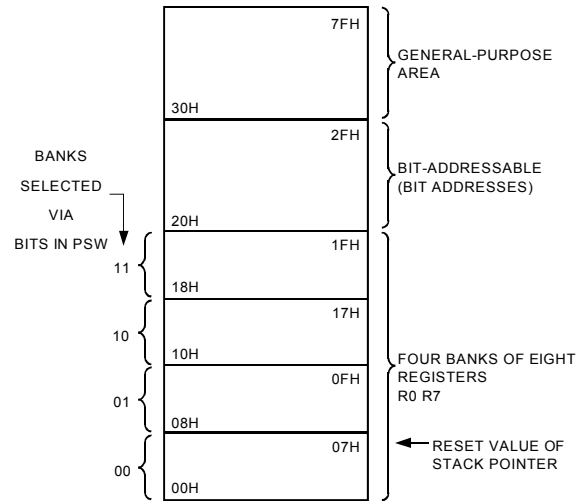 7FH
GENERAL-PURPOSE
AREA
30H
2FH
BANKS
SELECTED
VIA
BITS IN PSW
BIT-ADDRESSABLE
(BIT ADDRESSES)
20H
1FH
11
18H
17H
10
10H
FOUR BANKS OF EIGHT
REGISTERS
R0 R7
0FH
01
08H
07H
RESET VALUE OF
STACK POINTER
00
00H